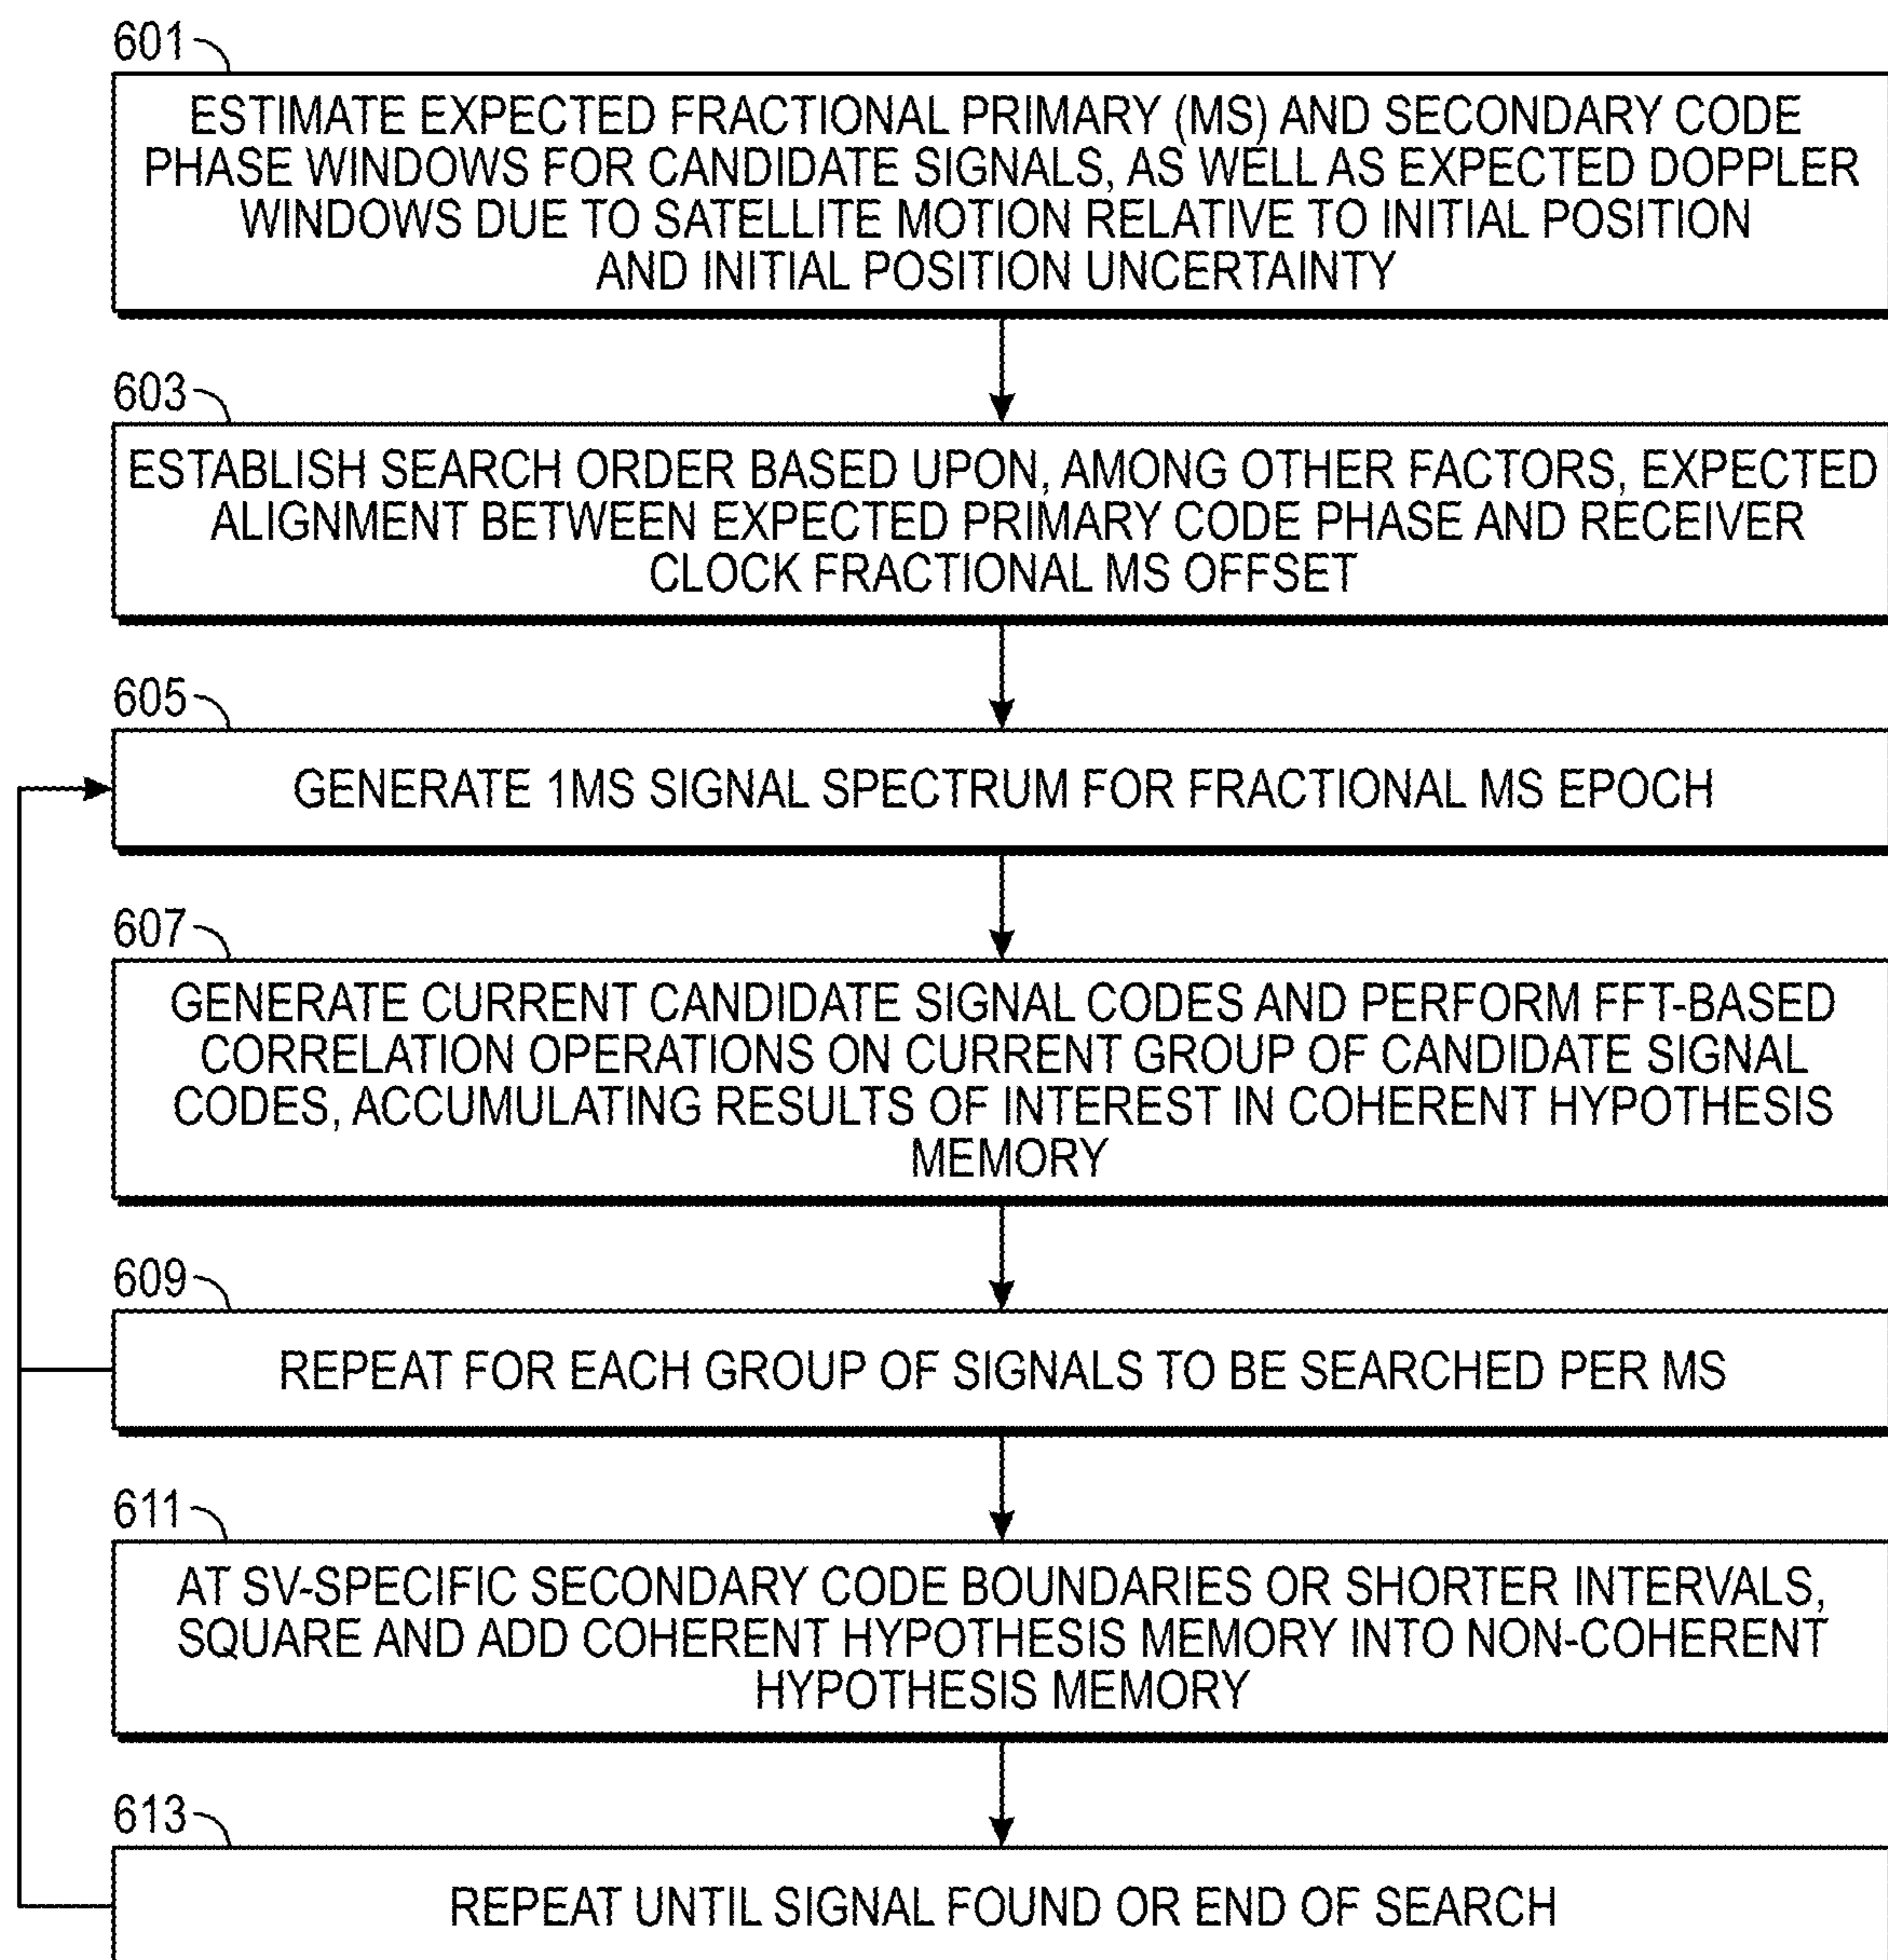 601
ESTIMATE EXPECTED FRACTIONAL PRIMARY (MS) AND SECONDARY CODE
PHASE WINDOWS FOR CANDIDATE SIGNALS, AS WELL AS EXPECTED DOPPLER
WINDOWS DUE TO SATELLITE MOTION RELATIVE TO INITIAL POSITION
AND INITIAL POSITION UNCERTAINTY
603
ESTABLISH SEARCH ORDER BASED UPON, AMONG OTHER FACTORS, EXPECTED
ALIGNMENT BETWEEN EXPECTED PRIMARY CODE PHASE AND RECEIVER
CLOCK FRACTIONAL MS OFFSET
605
GENERATE 1MS SIGNAL SPECTRUM FOR FRACTIONAL MS EPOCH
607
GENERATE CURRENT CANDIDATE SIGNAL CODES AND PERFORM FFT-BASED
CORRELATION OPERATIONS ON CURRENT GROUP OF CANDIDATE SIGNAL
CODES, ACCUMULATING RESULTS OF INTEREST IN COHERENT HYPOTHESIS
MEMORY
609
REPEAT FOR EACH GROUP OF SIGNALS TO BE SEARCHED PER MS
611
AT SV-SPECIFIC SECONDARY CODE BOUNDARIES OR SHORTER INTERVALS,
SQUARE AND ADD COHERENT HYPOTHESIS MEMORY INTO NON-COHERENT
HYPOTHESIS MEMORY
613
REPEAT UNTIL SIGNAL FOUND OR END OF SEARCH